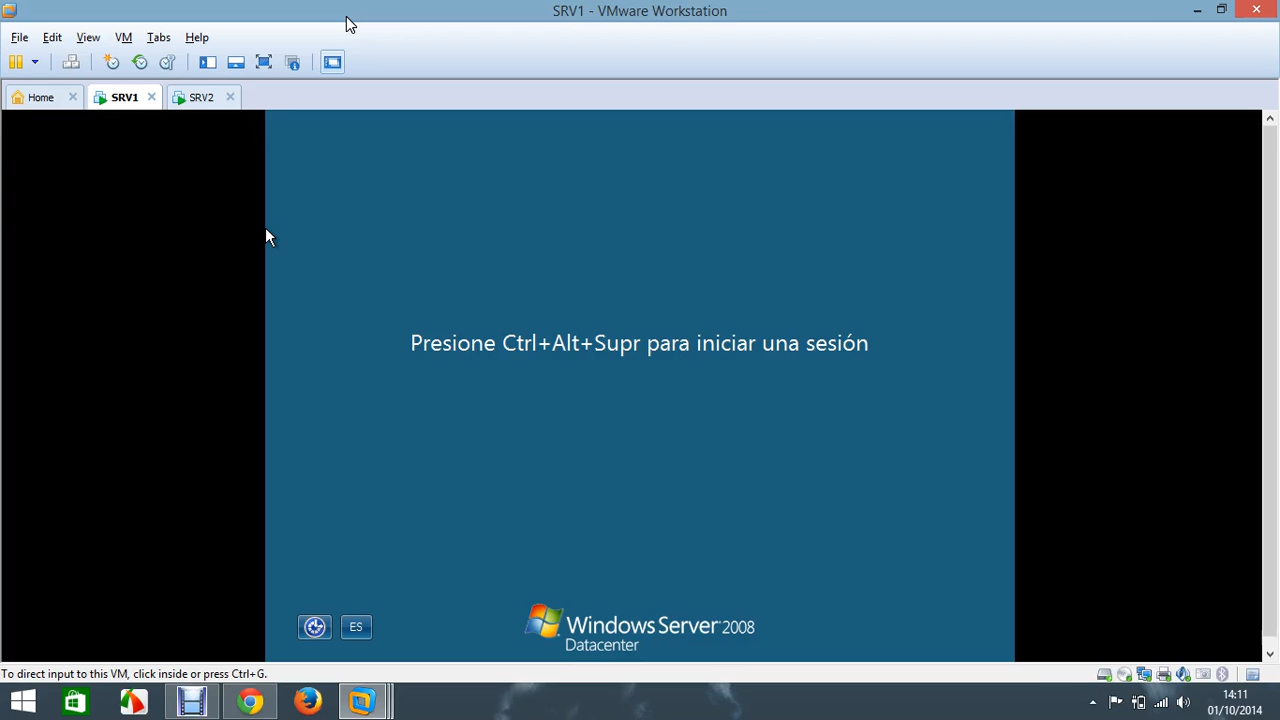 SRV1 - VMware Workstation
File Edit View VM Tabs Help
Home SRV1 SRV2
Presione Ctrl+Alt+Supr para iniciar una sesión
ES
Windows Server 2008
Datacenter
To direct input to this VM, click inside or press Ctrl+G.
14:11
01/10/2014